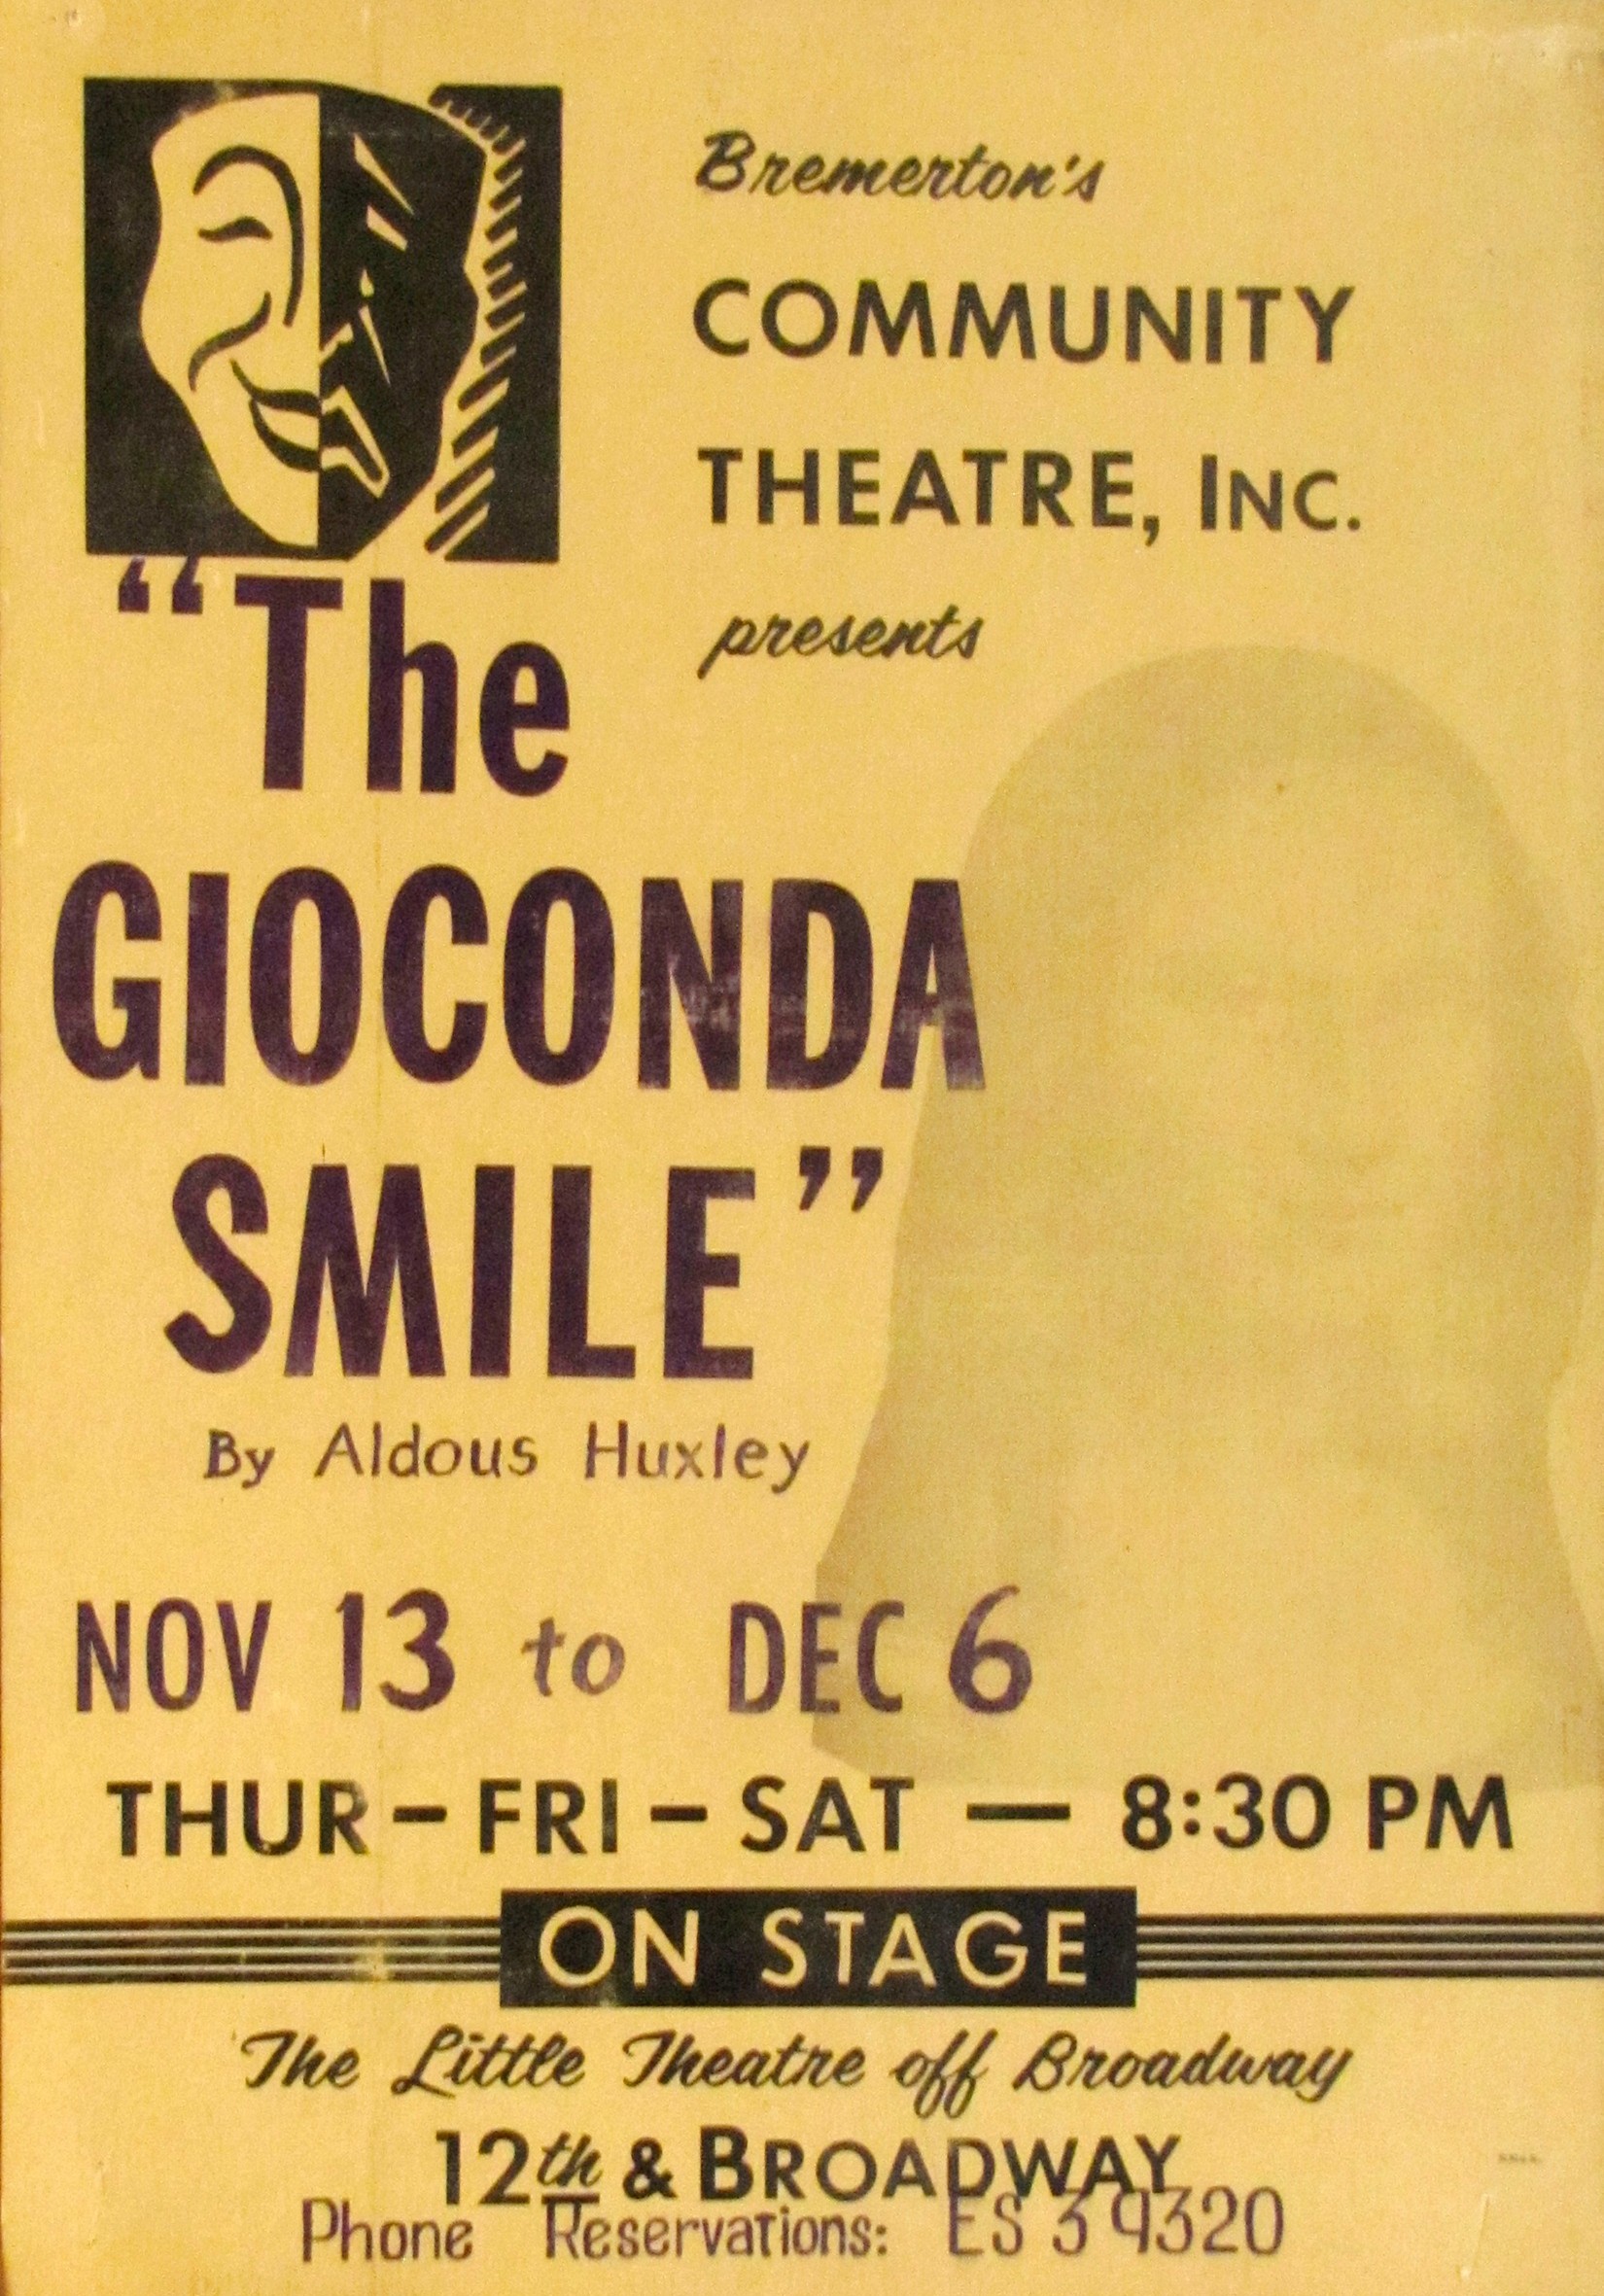 Bremerton's
COMMUNITY
THEATRE, INC.
presents
“The
GIOCONDA
SMILE”
By Aldous Huxley
NOV 13 to DEC 6
THUR – FRI – SAT — 8:30 PM
ON STAGE
The Little Theatre off Broadway
12th & BROADWAY
Phone Reservations: ES 3 9320